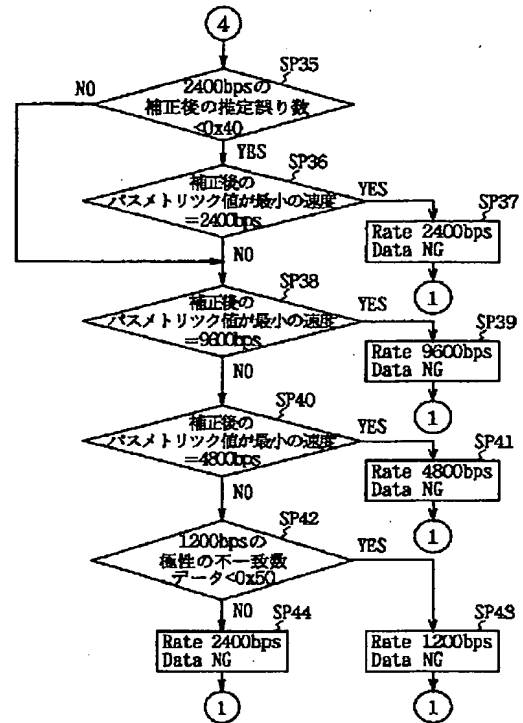 4
SP35
NO
2400bpsの
補正後の推定誤り数
<0x40
YES
SP36
補正後の
パスメトリツク値が最小の速度
=2400bps
YES
SP37
Rate 2400bps
Data NG
NO
1
SP38
補正後の
パスメトリツク値が最小の速度
=9600bps
YES
SP39
Rate 9600bps
Data NG
NO
1
SP40
補正後の
パスメトリツク値が最小の速度
=4800bps
YES
SP41
Rate 4800bps
Data NG
NO
1
SP42
1200bpsの
極性の不一致数
データ<0x50
YES
NO
SP44
Rate 2400bps
Data NG
SP43
Rate 1200bps
Data NG
1
1